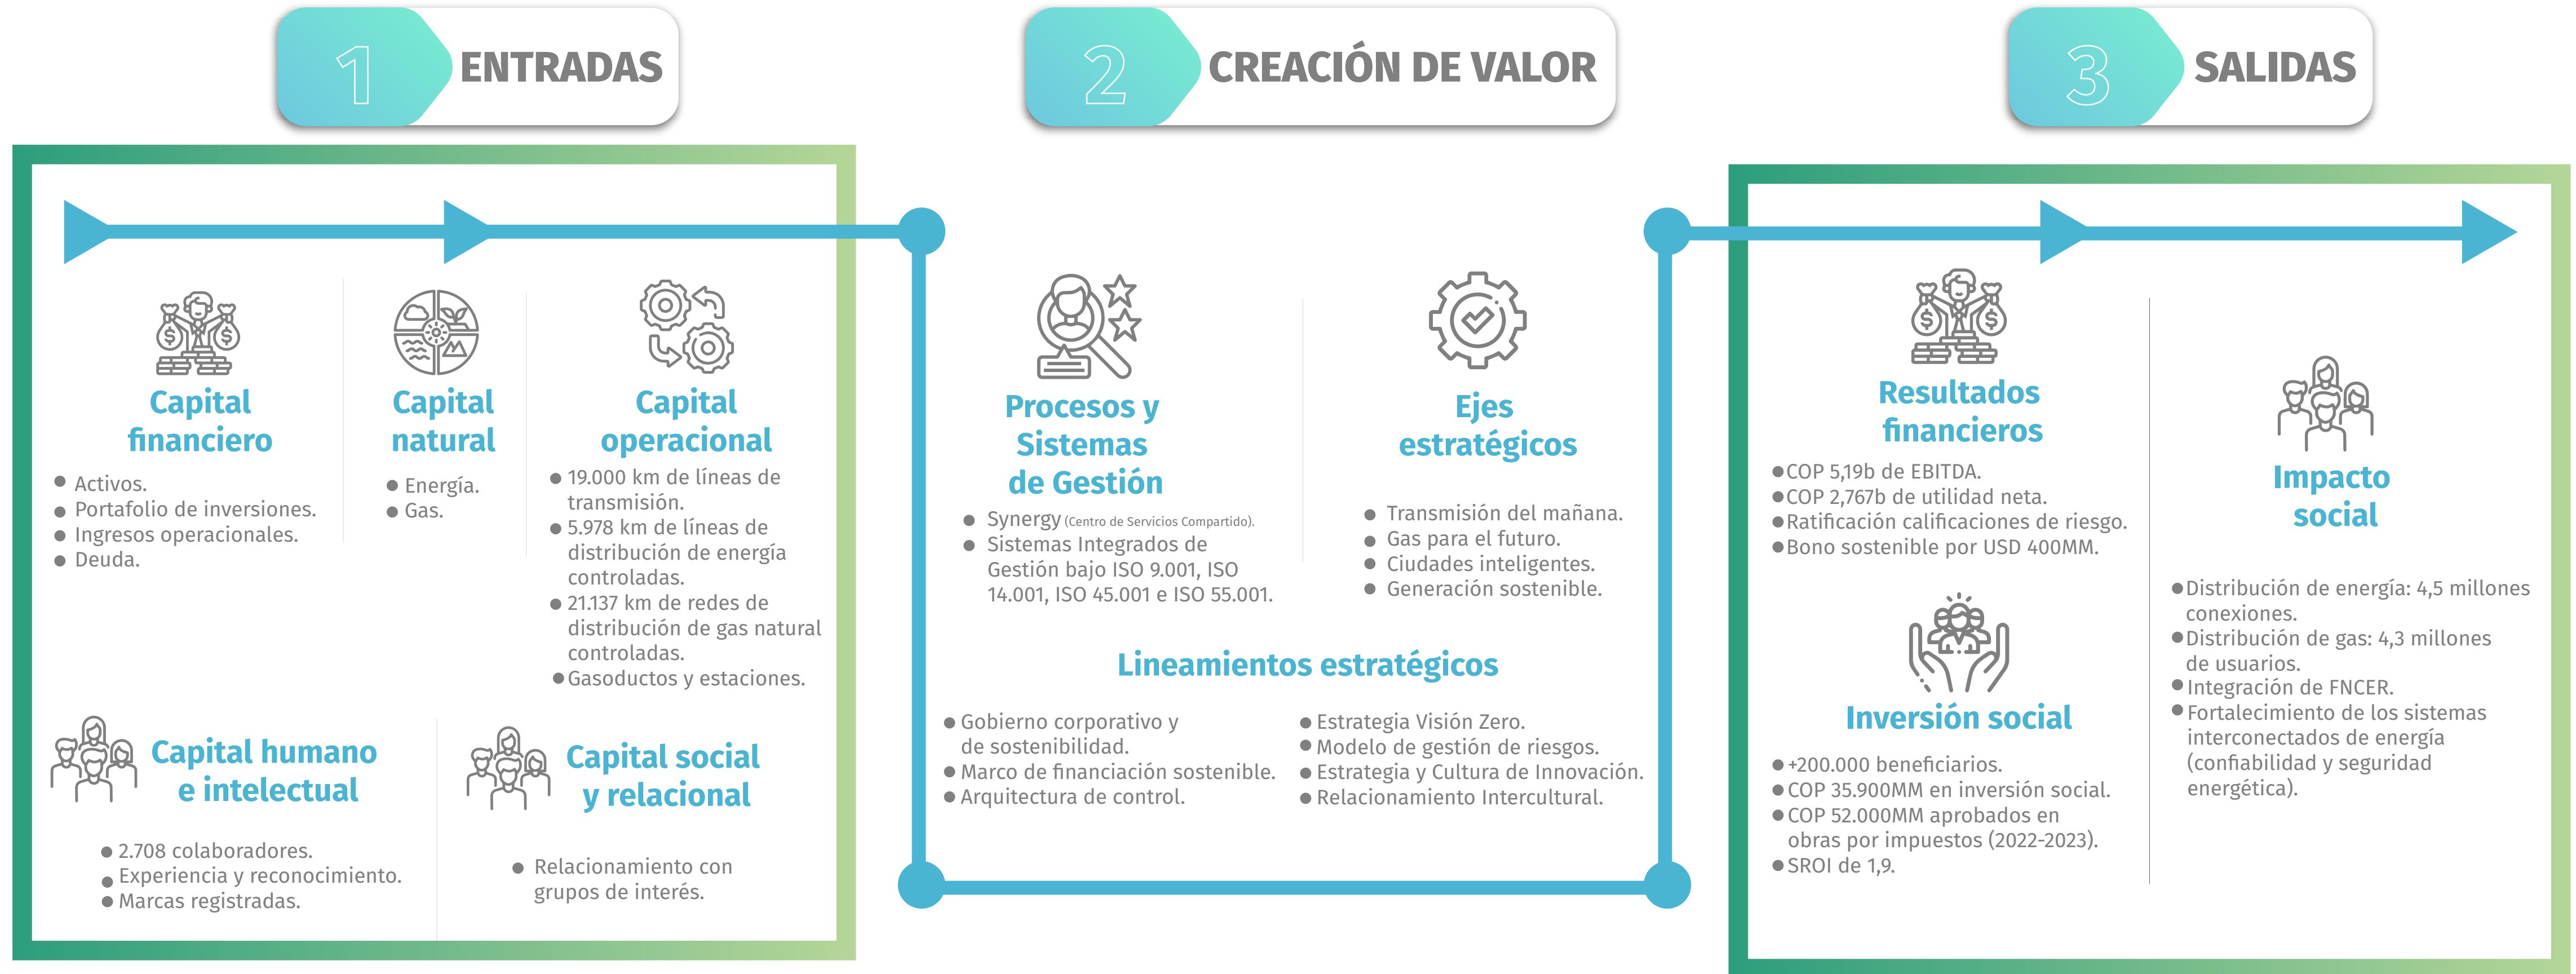 1
ENTRADAS
Capital
financiero
Activos.
Portafolio de inversiones.
Ingresos operacionales.
Deuda.
Capital
natural
Energía.
Gas.
Capital
operacional
19.000 km de líneas de
transmisión.
5.978 km de líneas de
distribución de energía
controladas.
21.137 km de redes de
distribución de gas natural
controladas.
Gasoductos y estaciones.
Capital humano
e intelectual
2.708 colaboradores.
Experiencia y reconocimiento.
Marcas registradas.
Capital social
y relacional
Relacionamiento con
grupos de interés.
2
CREACIÓN DE VALOR
Procesos y
Sistemas
de Gestión
Synergy (Centro de Servicios Compartido).
Sistemas Integrados de
Gestión bajo ISO 9.001, ISO
14.001, ISO 45.001 e ISO 55.001.
Ejes
estratégicos
Transmisión del mañana.
Gas para el futuro.
Ciudades inteligentes.
Generación sostenible.
Lineamientos estratégicos
Gobierno corporativo y
de sostenibilidad.
Marco de financiación sostenible.
Arquitectura de control.
Estrategia Visión Zero.
Modelo de gestión de riesgos.
Estrategia y Cultura de Innovación.
Relacionamiento Intercultural.
3
SALIDAS
Resultados
financieros
COP 5,19b de EBITDA.
COP 2,767b de utilidad neta.
Ratificación calificaciones de riesgo.
Bono sostenible por USD 400MM.
Inversión social
+200.000 beneficiarios.
COP 35.900MM en inversión social.
COP 52.000MM aprobados en
obras por impuestos (2022-2023).
SROI de 1,9.
Impacto
social
Distribución de energía: 4,5 millones
conexiones.
Distribución de gas: 4,3 millones
de usuarios.
Integración de FNCER.
Fortalecimiento de los sistemas
interconectados de energía
(confiabilidad y seguridad
energética).